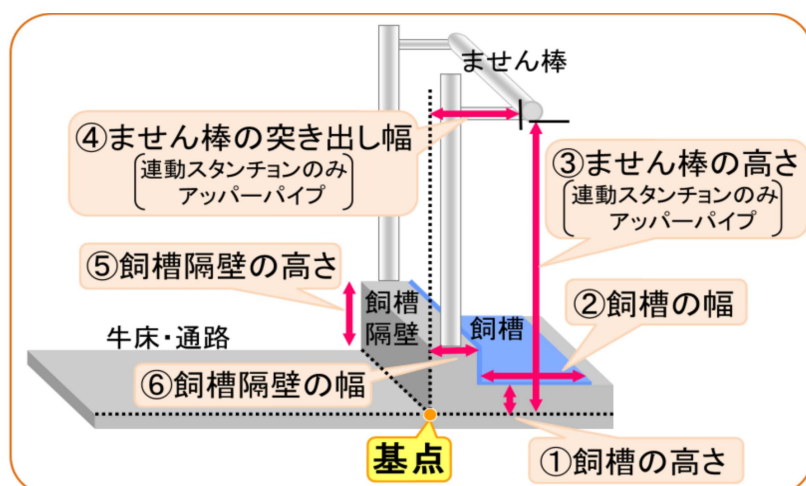 ません棒
④ません棒の突き出し幅
連動スタンチョンのみ
アッパーパイプ
③ません棒の高さ
連動スタンチョンのみ
アッパーパイプ
⑤飼槽隔壁の高さ
飼槽
隔壁
飼槽
②飼槽の幅
牛床・通路
⑥飼槽隔壁の幅
基点
①飼槽の高さ